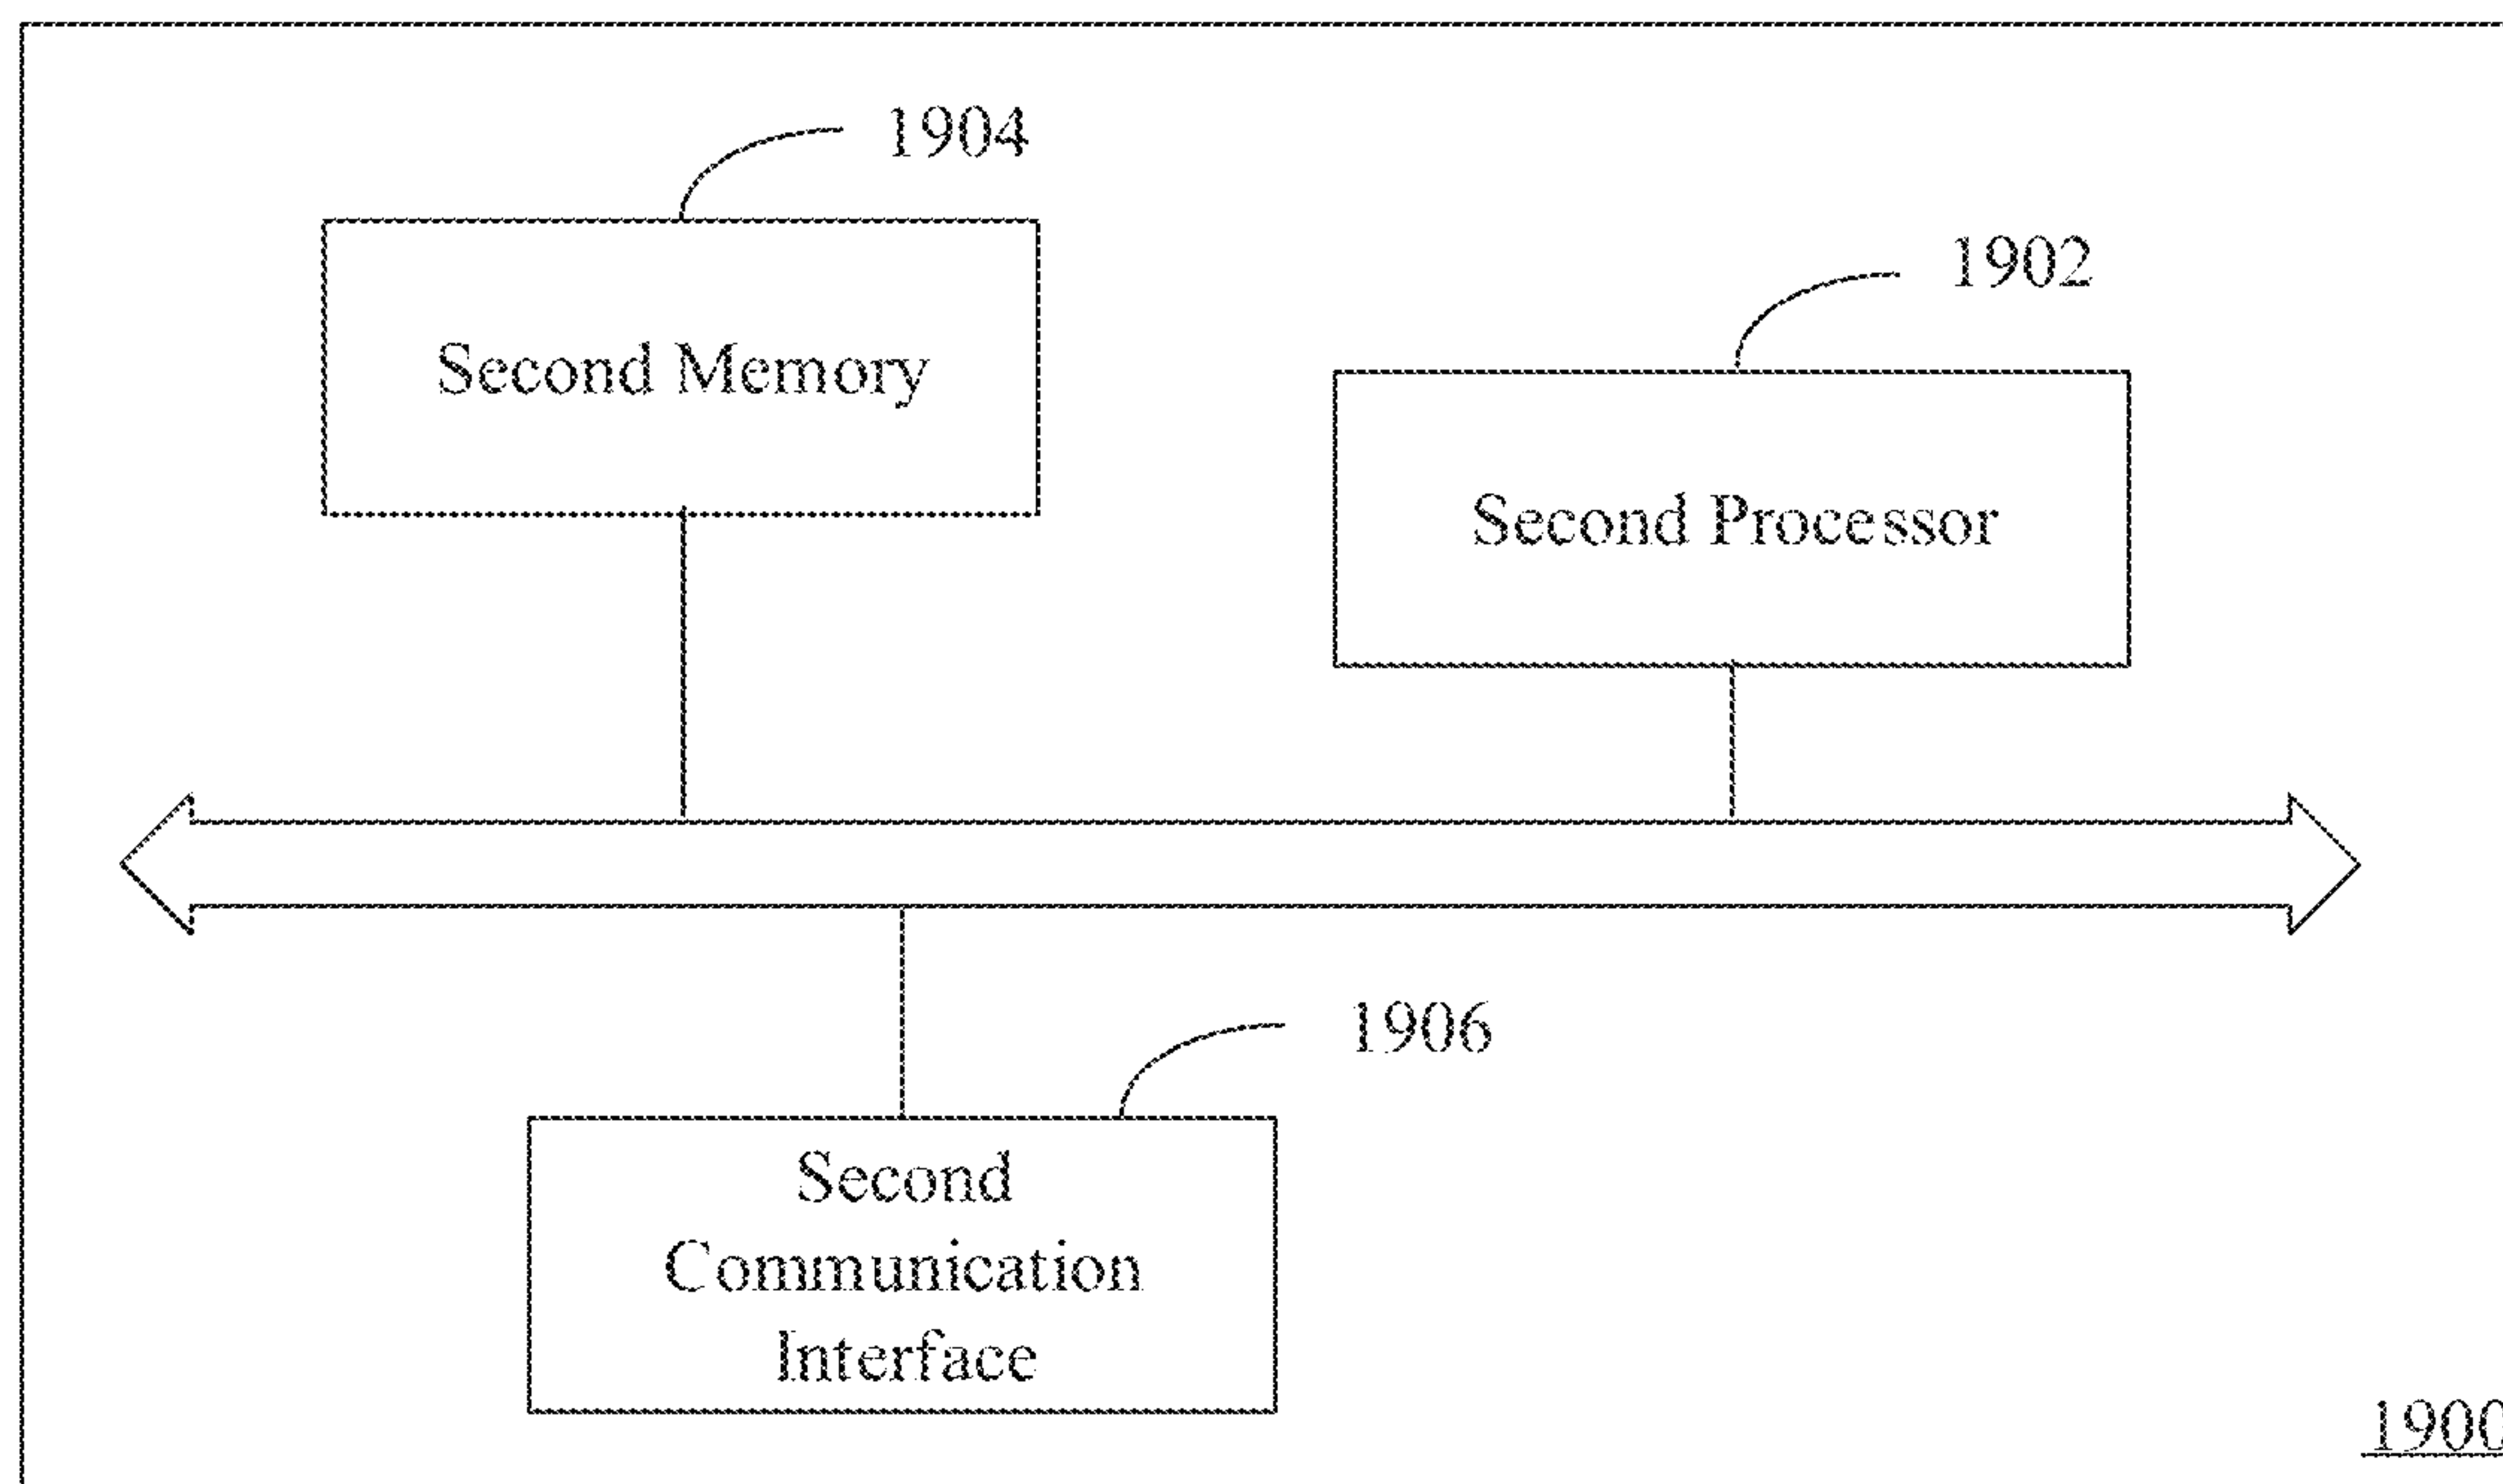 1904
1902
Second Memory
Second Processor
1906
Second
Communication
Interface
1900